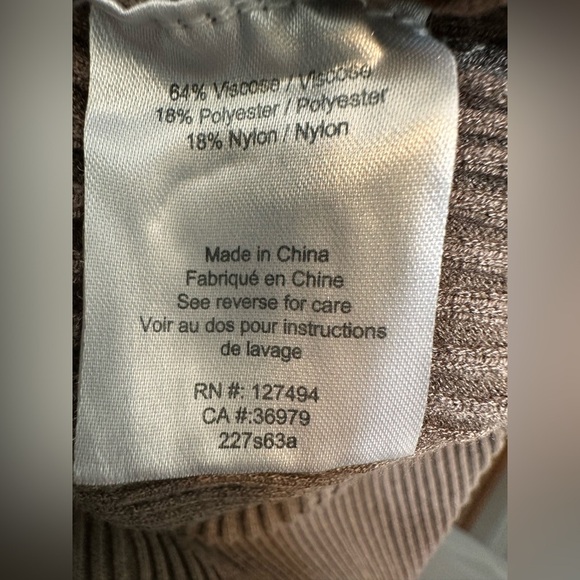 64% Viscose / Viscose
18% Polyester / Polyester
18% Nylon / Nylon
Made in China
Fabriqué en Chine
See reverse for care
Voir au dos pour instructions
de lavage
RN #: 127494
CA #:36979
227s63a